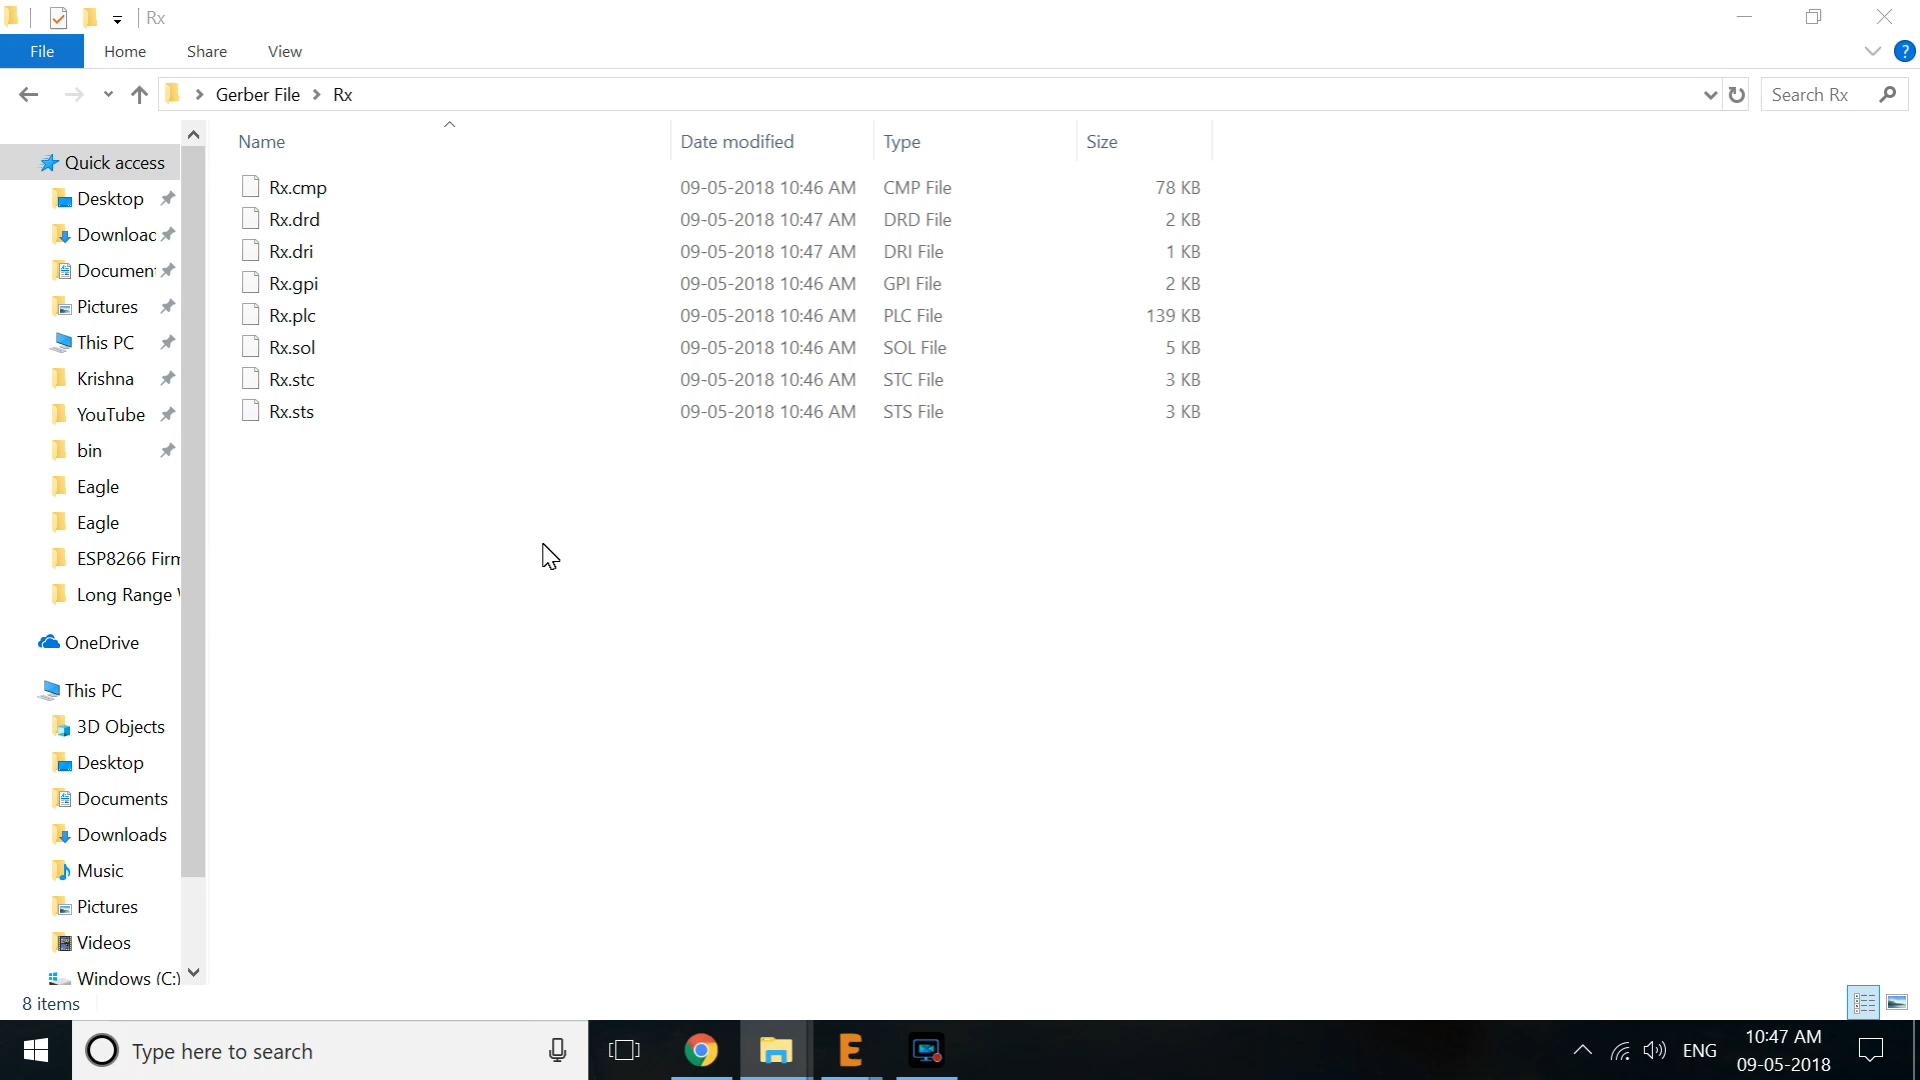 Rx
File Home Share View
Gerber File Rx
Search Rx
Name Date modified Type Size
Rx.cmp 09-05-2018 10:46 AM CMP File 78 KB
Rx.drd 09-05-2018 10:47 AM DRD File 2 KB
Rx.dri 09-05-2018 10:47 AM DRI File 1 KB
Rx.gpi 09-05-2018 10:46 AM GPI File 2 KB
Rx.plc 09-05-2018 10:46 AM PLC File 139 KB
Rx.sol 09-05-2018 10:46 AM SOL File 5 KB
Rx.stc 09-05-2018 10:46 AM STC File 3 KB
Rx.sts 09-05-2018 10:46 AM STS File 3 KB
Quick access
Desktop
Downloac
Documen
Pictures
This PC
Krishna
YouTube
bin
Eagle
Eagle
ESP8266 Firm
Long Range
OneDrive
This PC
3D Objects
Desktop
Documents
Downloads
Music
Pictures
Videos
Windows (C:)
8 items
Type here to search
ENG
10:47 AM
09-05-2018